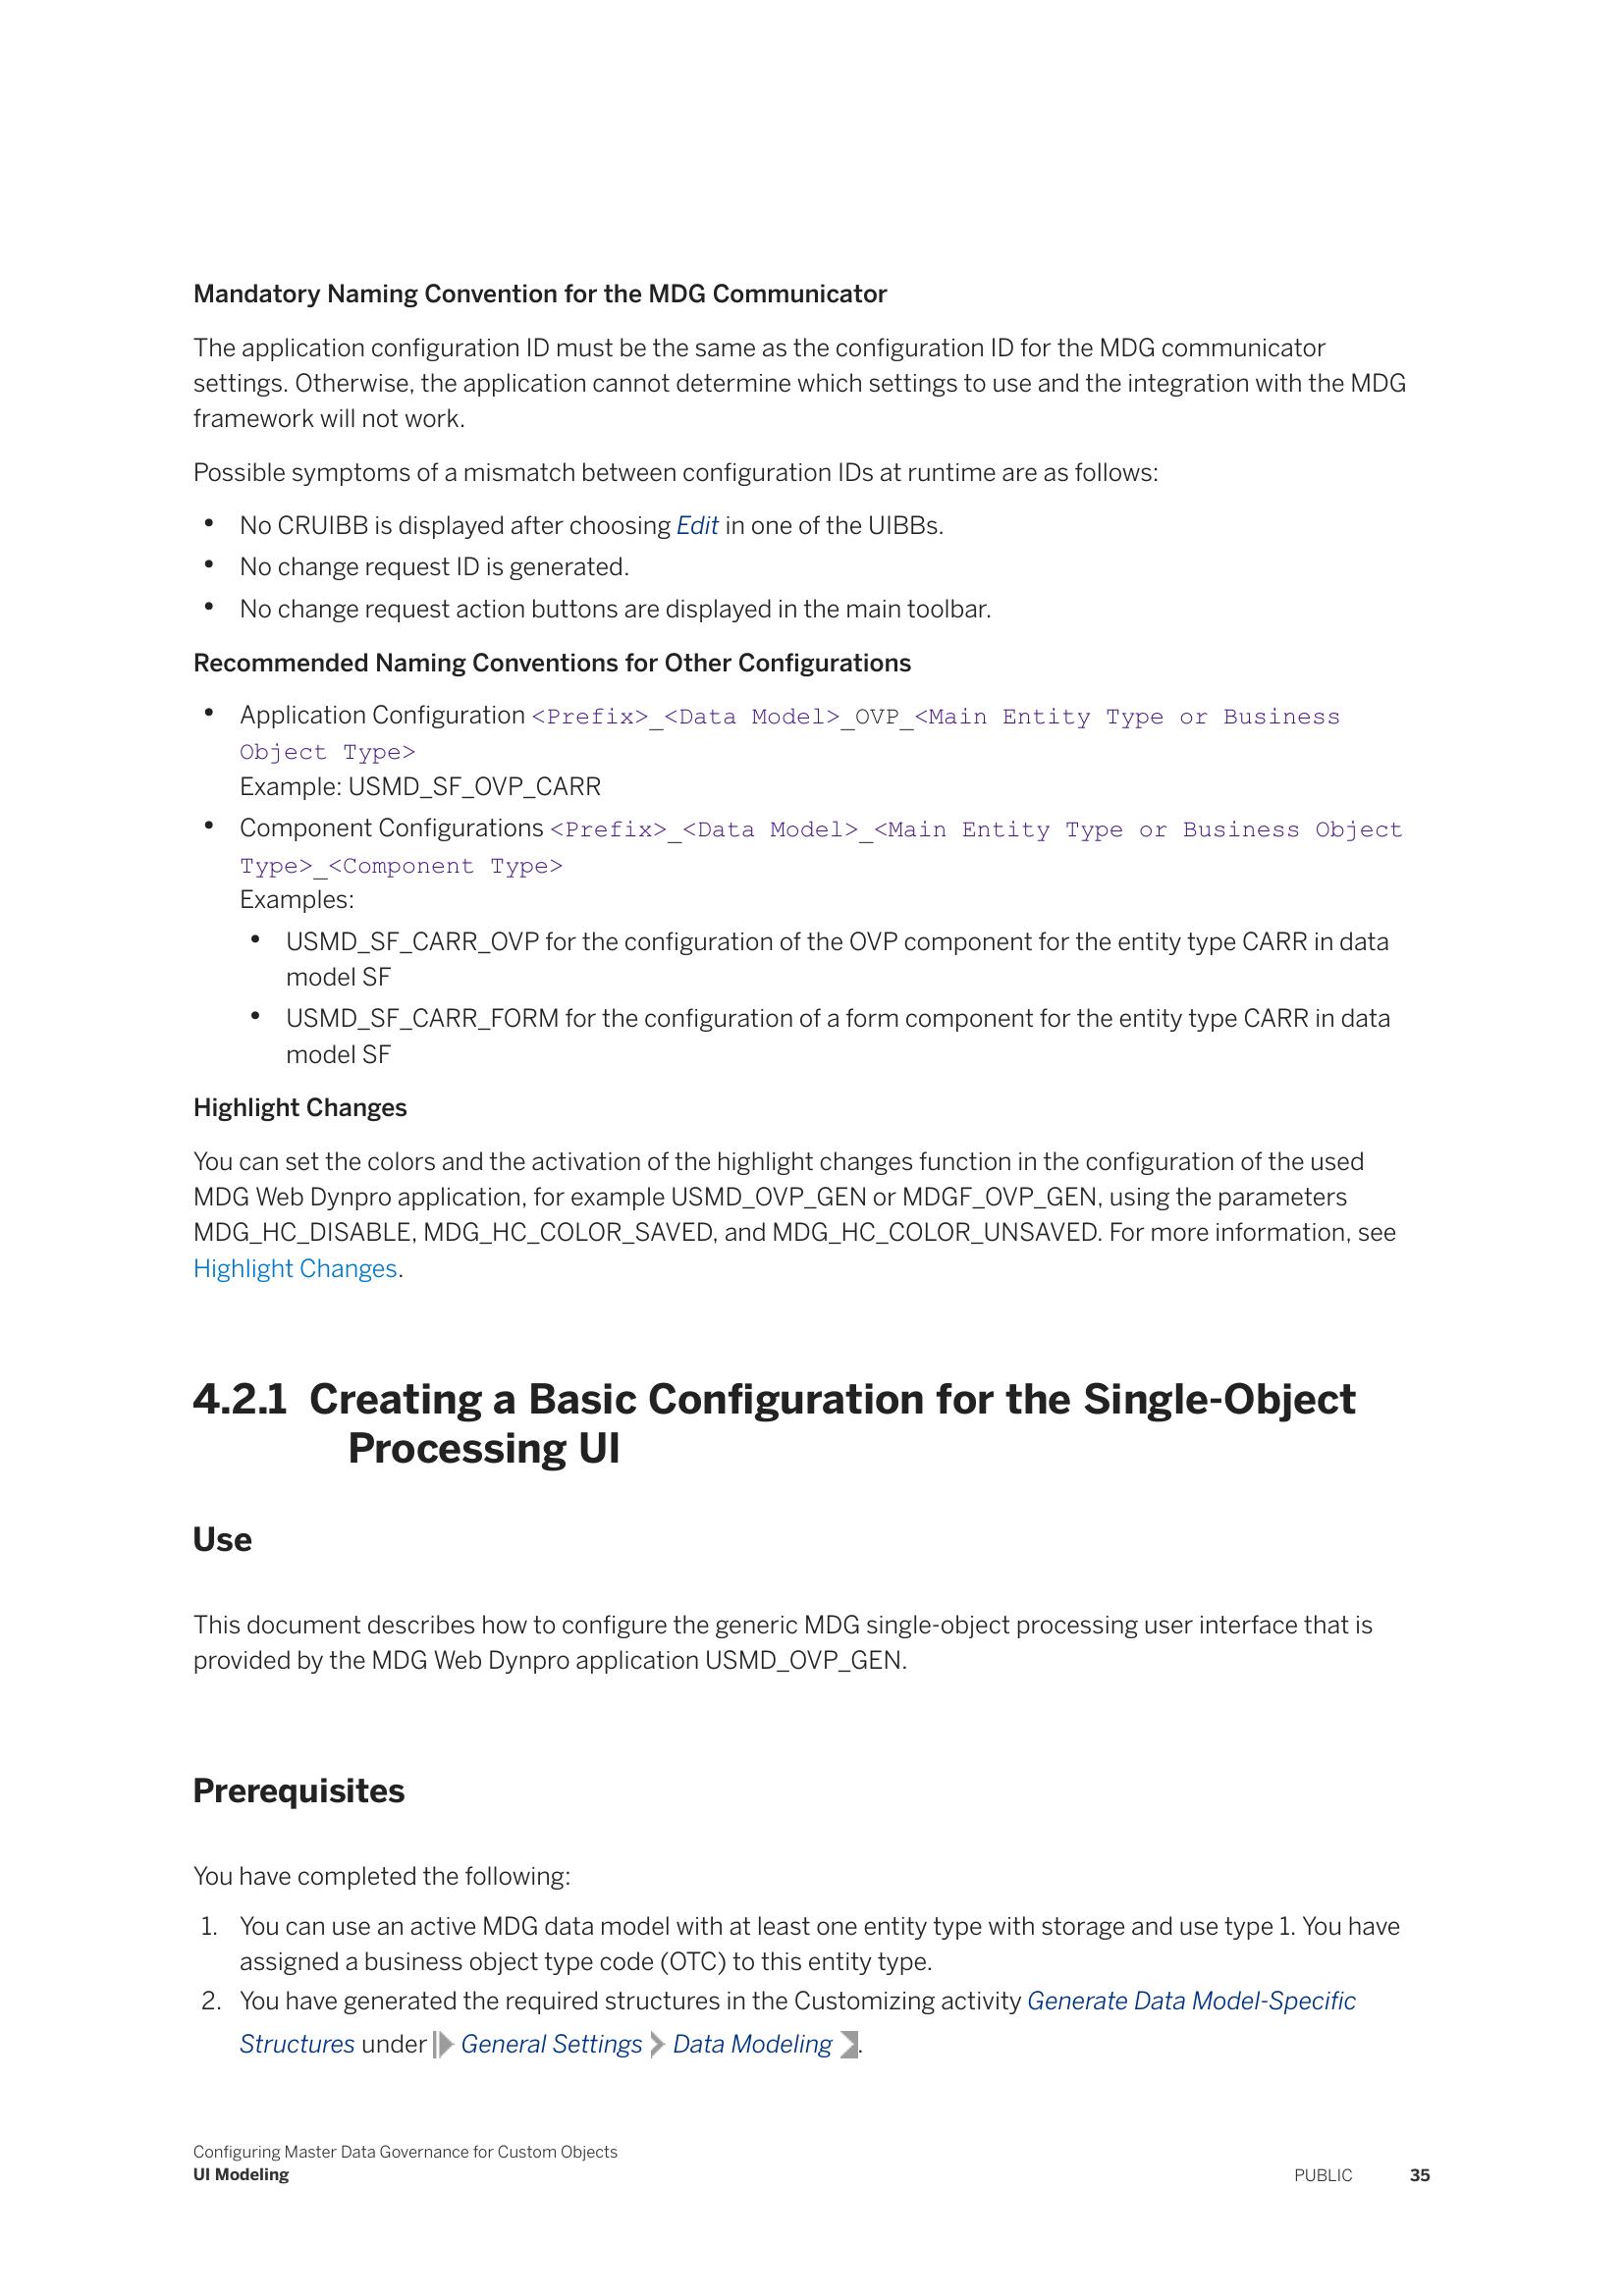 Mandatory Naming Convention for the MDG Communicator
The application configuration ID must be the same as the configuration ID for the MDG communicator
settings. Otherwise, the application cannot determine which settings to use and the integration with the MDG
framework will not work.
Possible symptoms of a mismatch between configuration IDs at runtime are as follows:
• No CRUIBB is displayed after choosing Edit in one of the UIBBs.
• No change request ID is generated.
• No change request action buttons are displayed in the main toolbar.
Recommended Naming Conventions for Other Configurations
• Application Configuration <Prefix>_<Data Model>_OVP_<Main Entity Type or Business
Object Type>
Example: USMD_SF_OVP_CARR
• Component Configurations <Prefix>_<Data Model>_<Main Entity Type or Business Object
Type>_<Component Type>
Examples:
• USMD_SF_CARR_OVP for the configuration of the OVP component for the entity type CARR in data
model SF
• USMD_SF_CARR_FORM for the configuration of a form component for the entity type CARR in data
model SF
Highlight Changes
You can set the colors and the activation of the highlight changes function in the configuration of the used
MDG Web Dynpro application, for example USMD_OVP_GEN or MDGF_OVP_GEN, using the parameters
MDG_HC_DISABLE, MDG_HC_COLOR_SAVED, and MDG_HC_COLOR_UNSAVED. For more information, see
Highlight Changes.
4.2.1 Creating a Basic Configuration for the Single-Object
Processing UI
Use
This document describes how to configure the generic MDG single-object processing user interface that is
provided by the MDG Web Dynpro application USMD_OVP_GEN.
Prerequisites
You have completed the following:
1. You can use an active MDG data model with at least one entity type with storage and use type 1. You have
assigned a business object type code (OTC) to this entity type.
2. You have generated the required structures in the Customizing activity Generate Data Model-Specific
Structures under General Settings Data Modeling .
Configuring Master Data Governance for Custom Objects
UI Modeling
PUBLIC 35